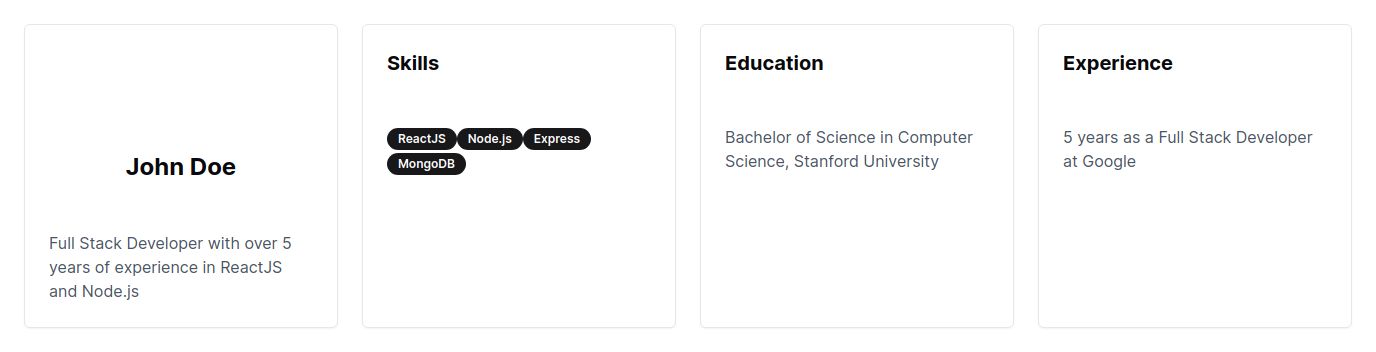 John Doe
Full Stack Developer with over 5
years of experience in ReactJS
and Node.js
Skills
ReactJS Node.js Express
MongoDB
Education
Bachelor of Science in Computer
Science, Stanford University
Experience
5 years as a Full Stack Developer
at Google